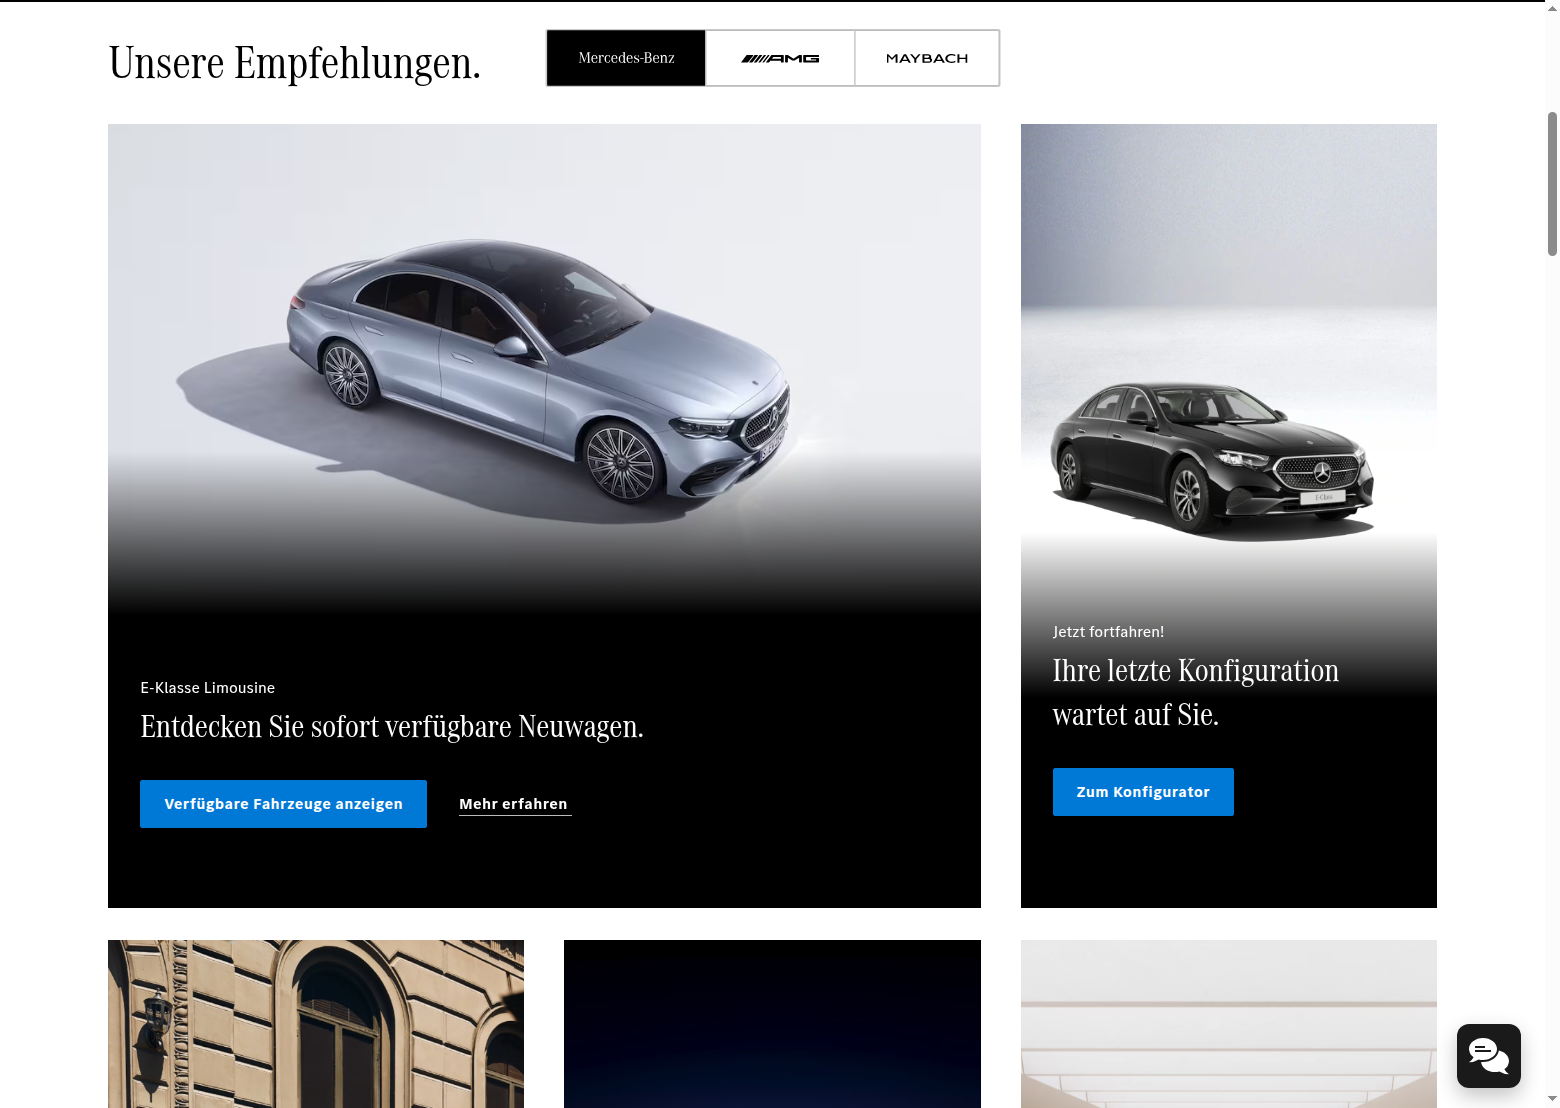 Unsere Empfehlungen.
Mercedes-Benz
AMG
MAYBACH
E-Klasse Limousine
Entdecken Sie sofort verfügbare Neuwagen.
Verfügbare Fahrzeuge anzeigen
Mehr erfahren
E-Class
Jetzt fortfahren!
Ihre letzte Konfiguration
wartet auf Sie.
Zum Konfigurator